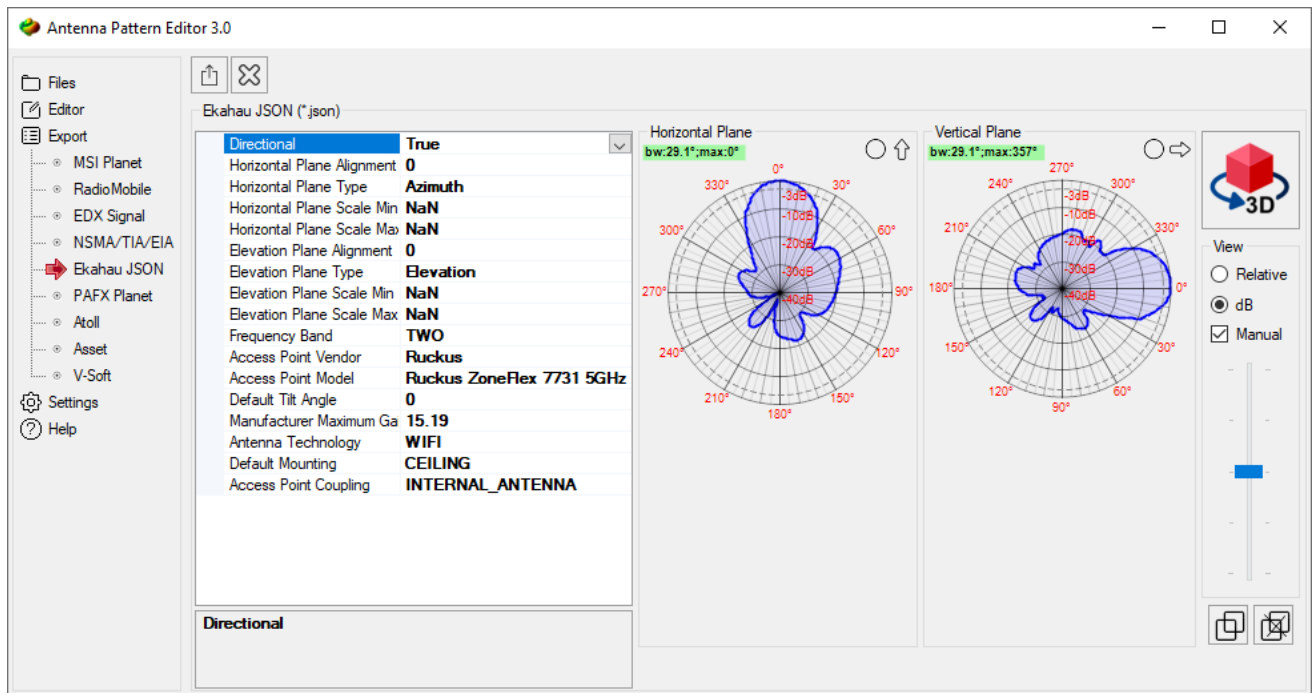 Antenna Pattern Editor 3.0
Files
Editor
Export
MSI Planet
RadioMobile
EDX Signal
NSMA/TIA/EIA
Ekahau JSON
PAFX Planet
Atoll
Asset
V-Soft
Settings
Help
Ekahau JSON (*.json)
Directional True
Horizontal Plane Alignment 0
Horizontal Plane Type Azimuth
Horizontal Plane Scale Min NaN
Horizontal Plane Scale Max NaN
Elevation Plane Alignment 0
Elevation Plane Type Elevation
Elevation Plane Scale Min NaN
Elevation Plane Scale Max NaN
Frequency Band TWO
Access Point Vendor Ruckus
Access Point Model Ruckus ZoneFlex 7731 5GHz
Default Tilt Angle 0
Manufacturer Maximum Ga 15.19
Antenna Technology WIFI
Default Mounting CEILING
Access Point Coupling INTERNAL_ANTENNA
Directional
Horizontal Plane
bw:29.1°;max:0°
0°
330° 30°
-3dB
-10dB
300° 60°
-20dB
-30dB
270° 90°
-40dB
240° 120°
210° 150°
180°
Vertical Plane
bw:29.1°;max:357°
270°
240° 300°
-3dB
-10dB
210° 330°
-20dB
-30dB
180° 0°
-40dB
150° 30°
120° 60°
90°
3D
View
Relative
dB
Manual